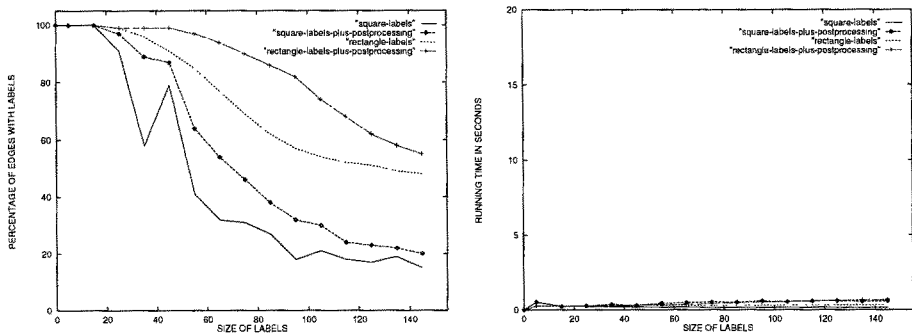 100
80
60
40
20
0
PERCENTAGE OF EDGES WITH LABELS
0 20 40 60 80 100 120 140
SIZE OF LABELS
"square-labels"
"square-labels-plus-postprocessing"
"rectangle-labels"
"rectangle-labels-plus-postprocessing"
20
15
10
5
0
RUNNING TIME IN SECONDS
0 20 40 60 80 100 120 140
SIZE OF LABELS
"square-labels"
"square-labels-plus-postprocessing"
"rectangle-labels"
"rectangle-labels-plus-postprocessing"